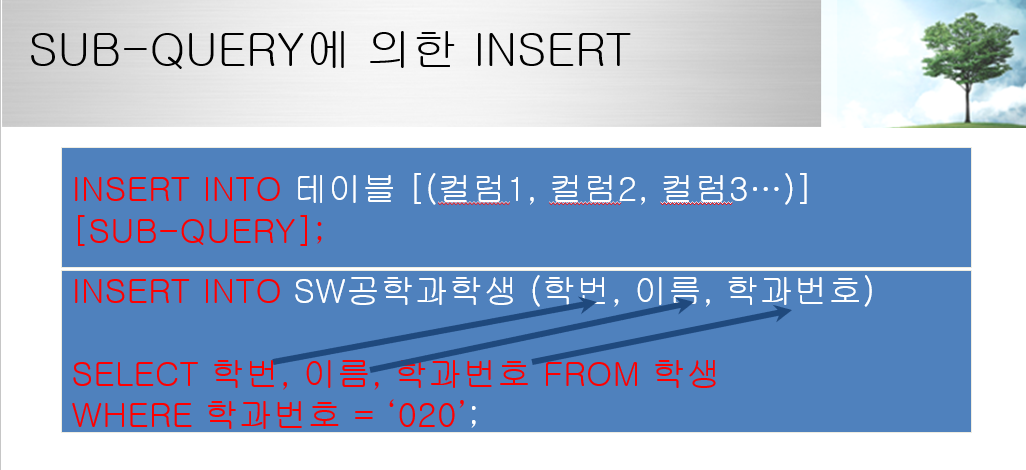 SUB-QUERY에 의한 INSERT
INSERT INTO 테이블 [(컬럼1, 컬럼2, 컬럼3…)]
[SUB-QUERY];
INSERT INTO SW공학과학생 (학번, 이름, 학과번호)
SELECT 학번, 이름, 학과번호 FROM 학생
WHERE 학과번호 = ‘020’;